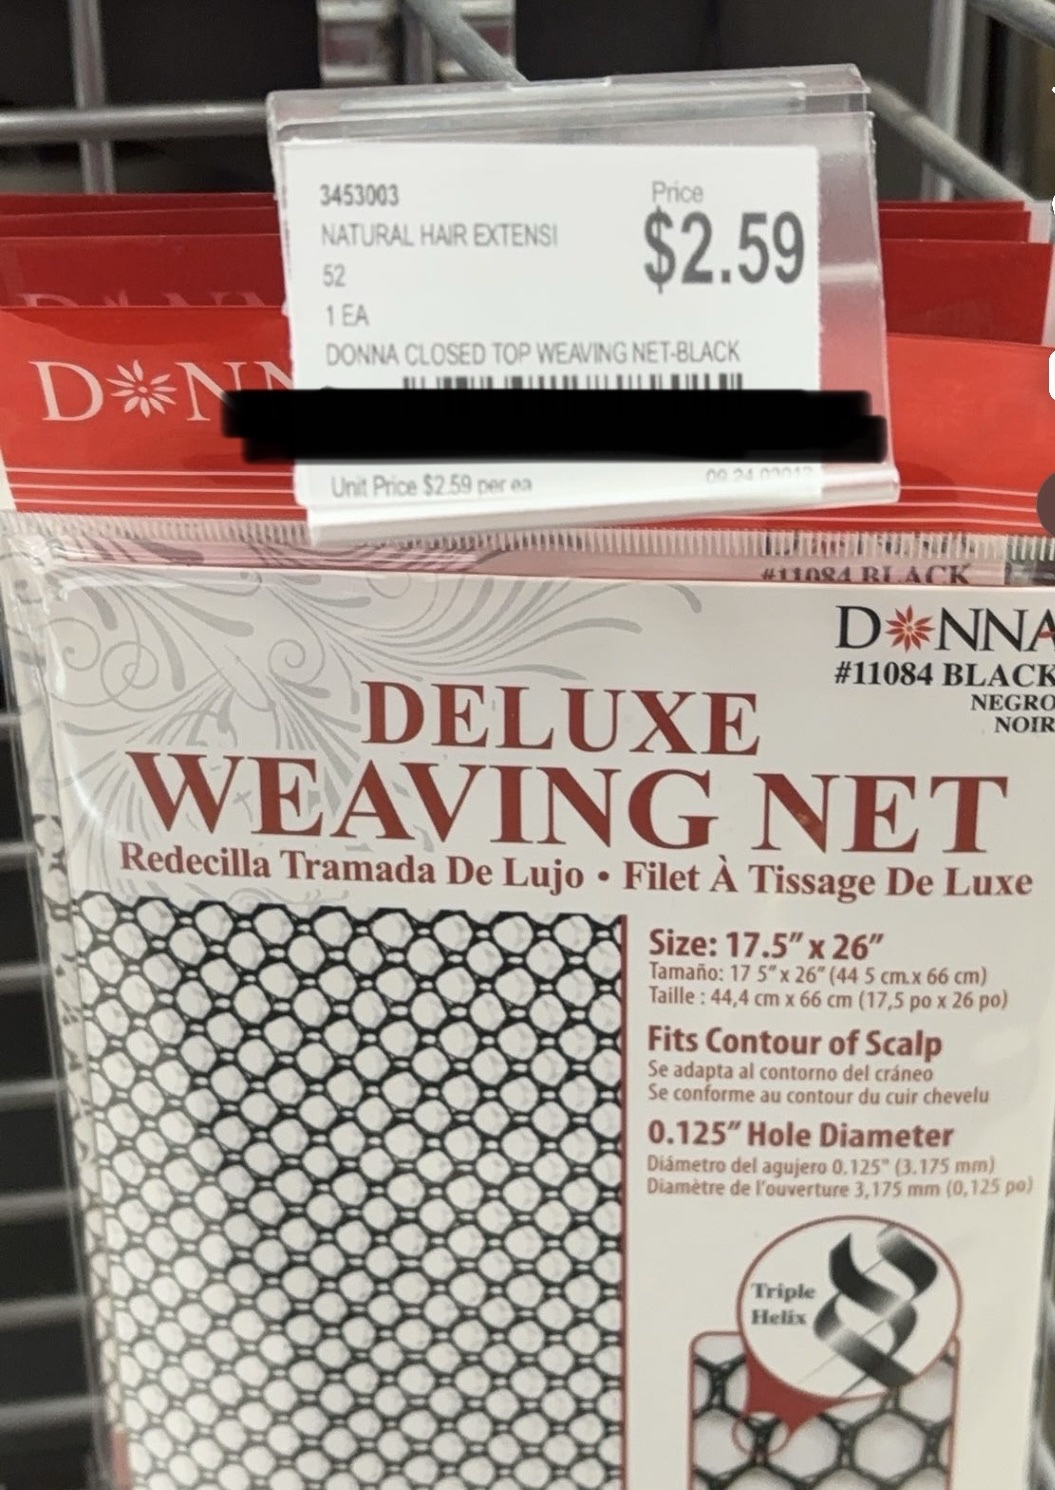 3453003
Price
NATURAL HAIR EXTENSI
$2.59
52
1 EA
DONNA CLOSED TOP WEAVING NET-BLACK
Unit Price $2.59 per ea
#11084 BLACK
DONNA
#11084 BLACK
NEGRO
NOIR
DELUXE
WEAVING NET
Redecilla Tramada De Lujo • Filet À Tissage De Luxe
Size: 17.5” x 26”
Tamaño: 17 5” x 26” (44 5 cm.x 66 cm)
Taille : 44,4 cm x 66 cm (17,5 po x 26 po)
Fits Contour of Scalp
Se adapta al contorno del cráneo
Se conforme au contour du cuir chevelu
0.125” Hole Diameter
Diámetro del agujero 0.125" (3.175 mm)
Diamètre de l'ouverture 3,175 mm (0,125 po)
Triple
Helix